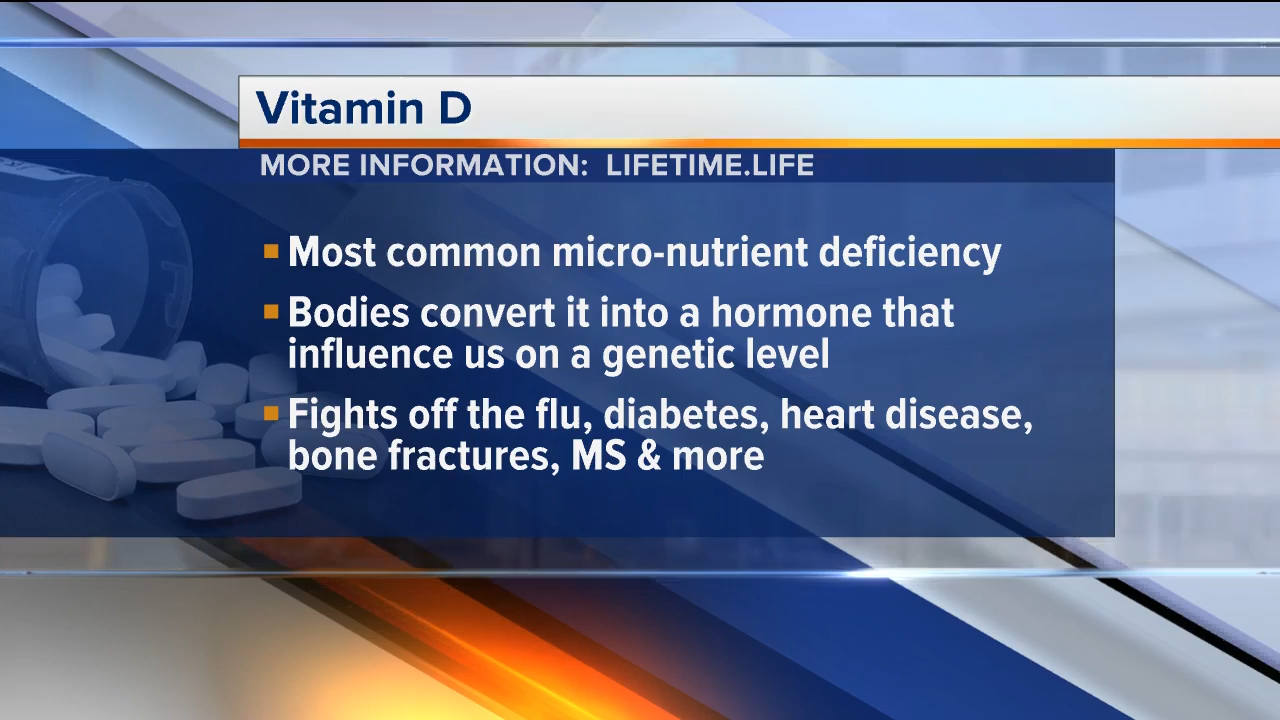 Vitamin D
MORE INFORMATION: LIFETIME.LIFE
▪ Most common micro-nutrient deficiency
▪ Bodies convert it into a hormone that
influence us on a genetic level
▪ Fights off the flu, diabetes, heart disease,
bone fractures, MS & more